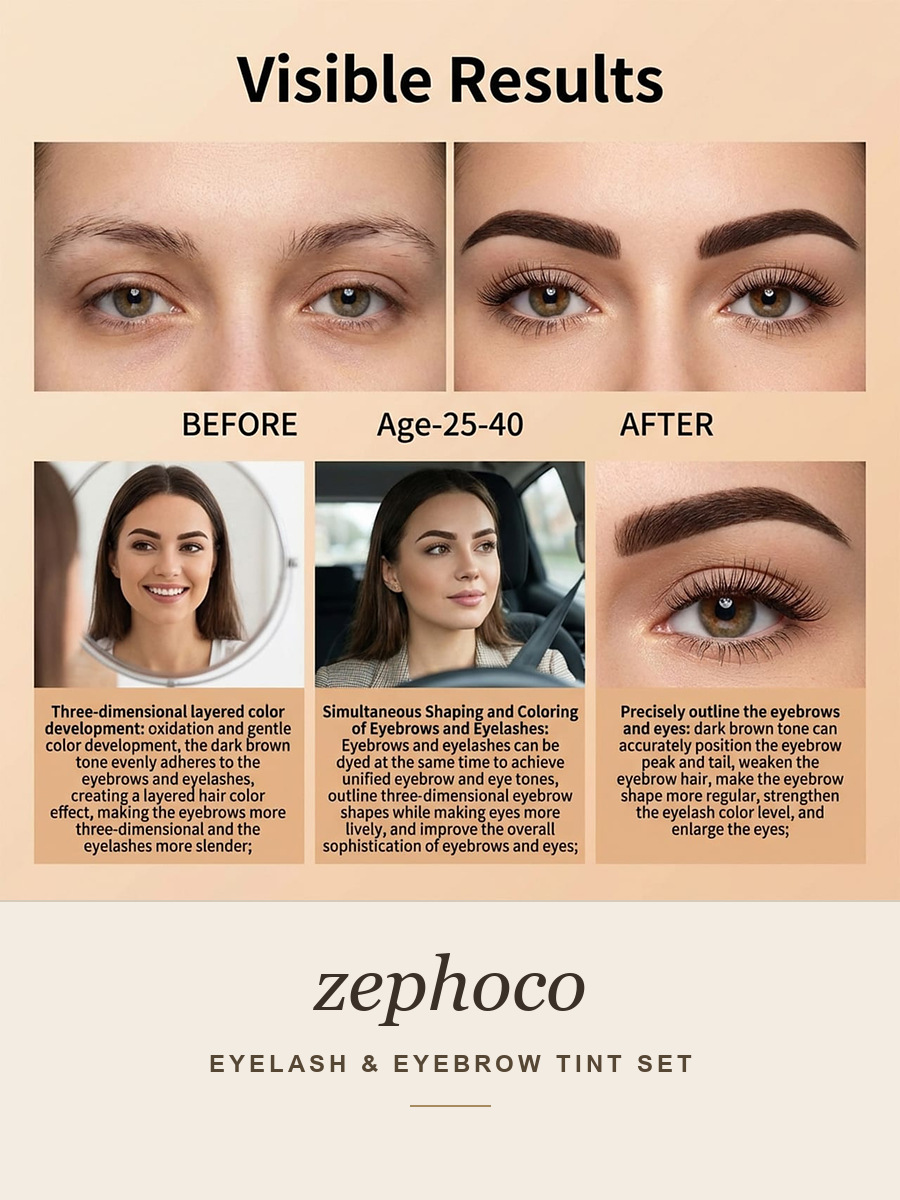 Visible Results
BEFORE
Age-25-40
AFTER
Three-dimensional layered color
development: oxidation and gentle
color development, the dark brown
tone evenly adheres to the
eyebrows and eyelashes,
creating a layered hair color
effect, making the eyebrows more
three-dimensional and the
eyelashes more slender;
Simultaneous Shaping and Coloring
of Eyebrows and Eyelashes:
Eyebrows and eyelashes can be
dyed at the same time to achieve
unified eyebrow and eye tones,
outline three-dimensional eyebrow
shapes while making eyes more
lively, and improve the overall
sophistication of eyebrows and eyes;
Precisely outline the eyebrows
and eyes: dark brown tone can
accurately position the eyebrow
peak and tail, weaken the
eyebrow hair, make the eyebrow
shape more regular, strengthen
the eyelash color level, and
enlarge the eyes;
zephoco
EYELASH & EYEBROW TINT SET